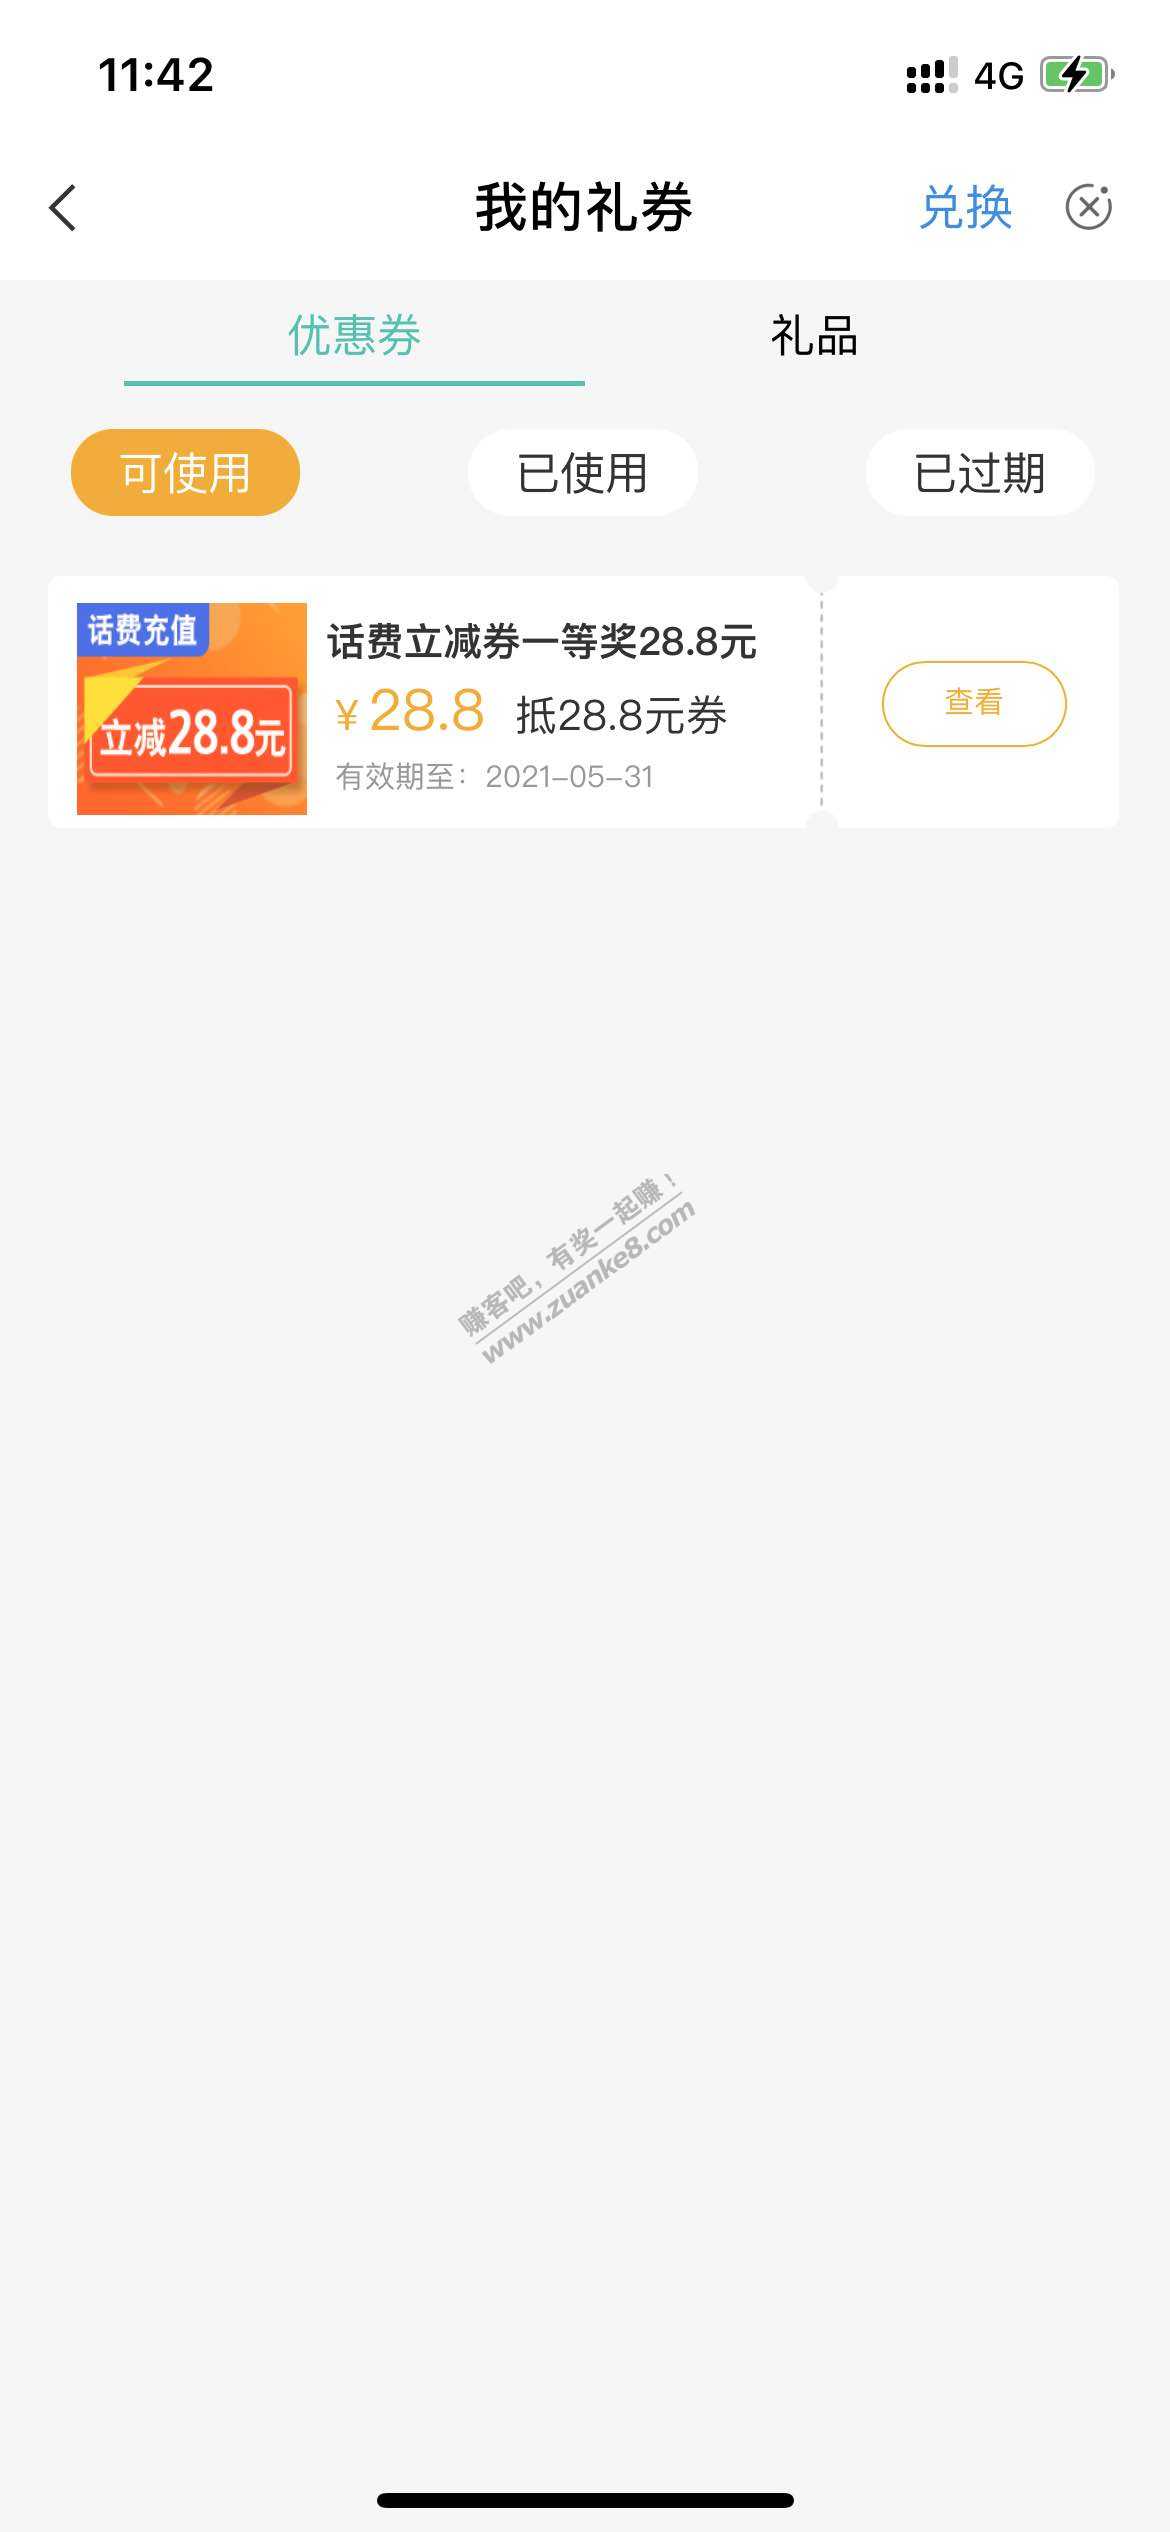 11:42
4G
我的礼券
兑换
优惠券
礼品
可使用
已使用
已过期
话费充值
立减28.8元
话费立减券一等奖28.8元
¥28.8 抵28.8元券
有效期至：2021-05-31
查看
赚客吧，有奖一起赚！
www.zuanke8.com